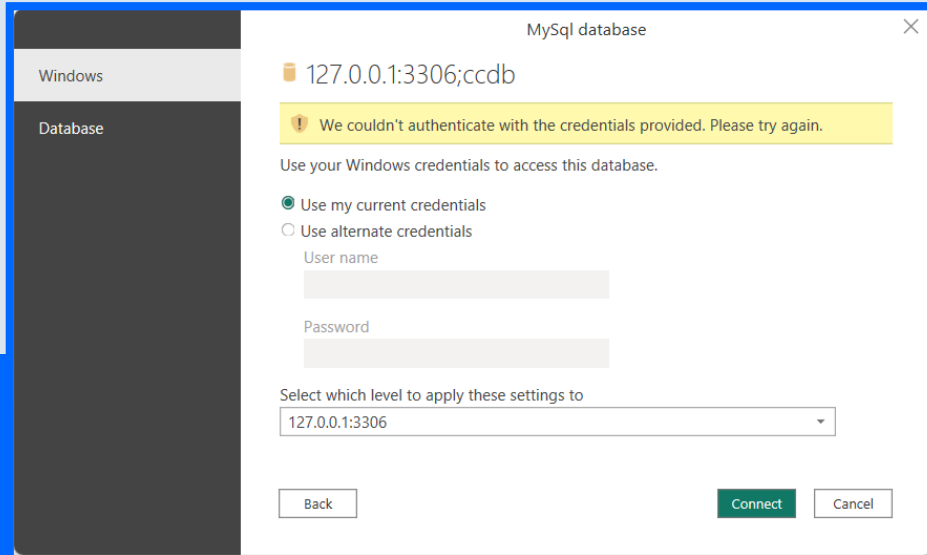 MySql database
Windows
Database
127.0.0.1:3306;ccdb
We couldn't authenticate with the credentials provided. Please try again.
Use your Windows credentials to access this database.
Use my current credentials
Use alternate credentials
User name
Password
Select which level to apply these settings to
127.0.0.1:3306
Back
Connect
Cancel